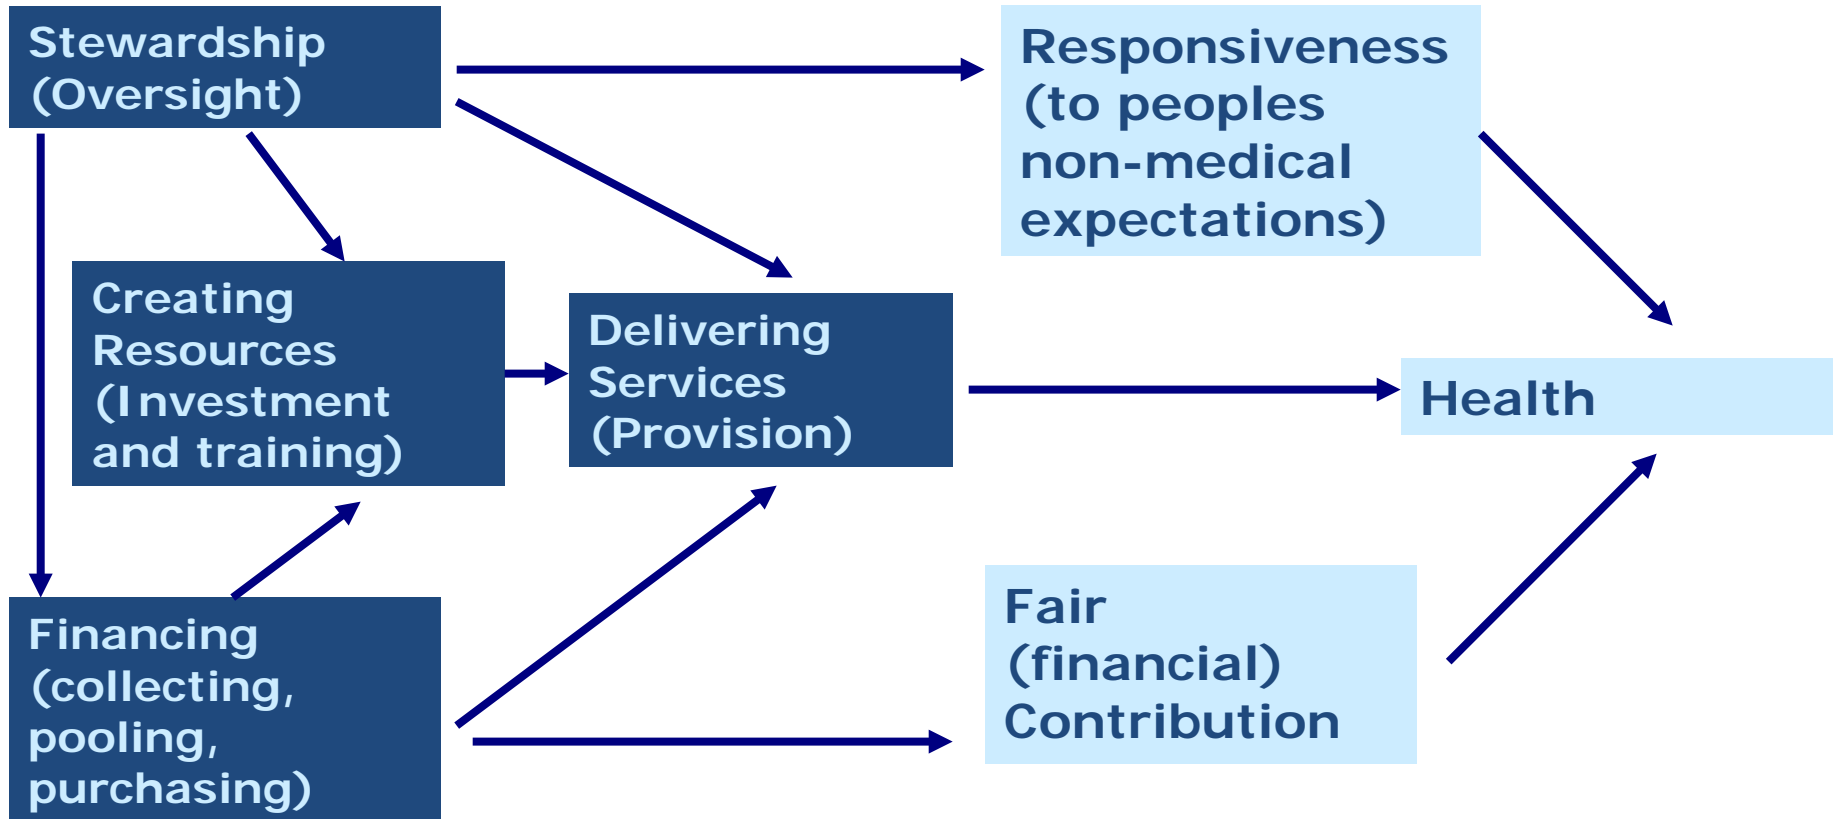 Stewardship
(Oversight)
Responsiveness
(to peoples
non-medical
expectations)
Creating
Resources
(Investment
and training)
Delivering
Services
(Provision)
Health
Financing
(collecting,
pooling,
purchasing)
Fair
(financial)
Contribution